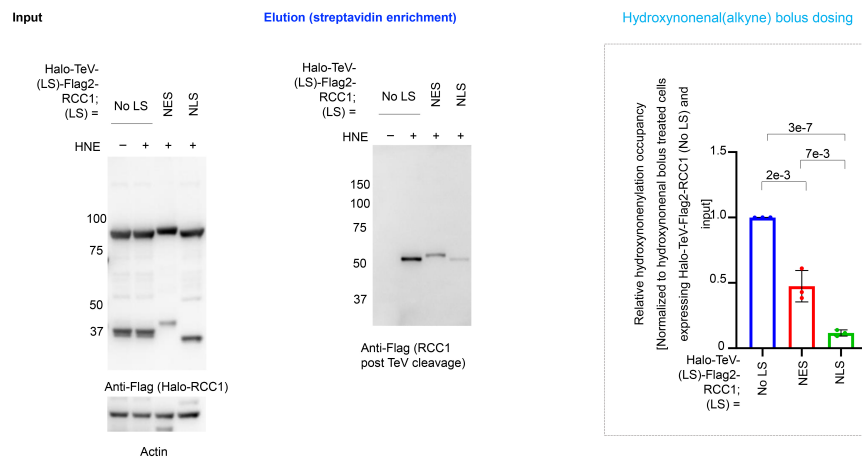 Input
Elution (streptavidin enrichment)
Hydroxynonenal(alkyne) bolus dosing
Halo-TeV-
(LS)-Flag2-
RCC1;
(LS) =
No LS
NES
NLS
HNE
– + + +
100
75
50
37
Anti-Flag (Halo-RCC1)
Actin
Halo-TeV-
(LS)-Flag2-
RCC1;
(LS) =
No LS
NES
NLS
HNE
– + + +
150
100
75
50
37
Anti-Flag (RCC1
post TeV cleavage)
Relative hydroxynonenylation occupancy
[Normalized to hydroxynonenal bolus treated cells
expressing Halo-TeV-Flag2-RCC1 (No LS) and
input]
3e-7
7e-3
2e-3
1.5
1.0
0.5
0
Halo-TeV-
(LS)-Flag2-
RCC1;
(LS) =
No LS
NES
NLS